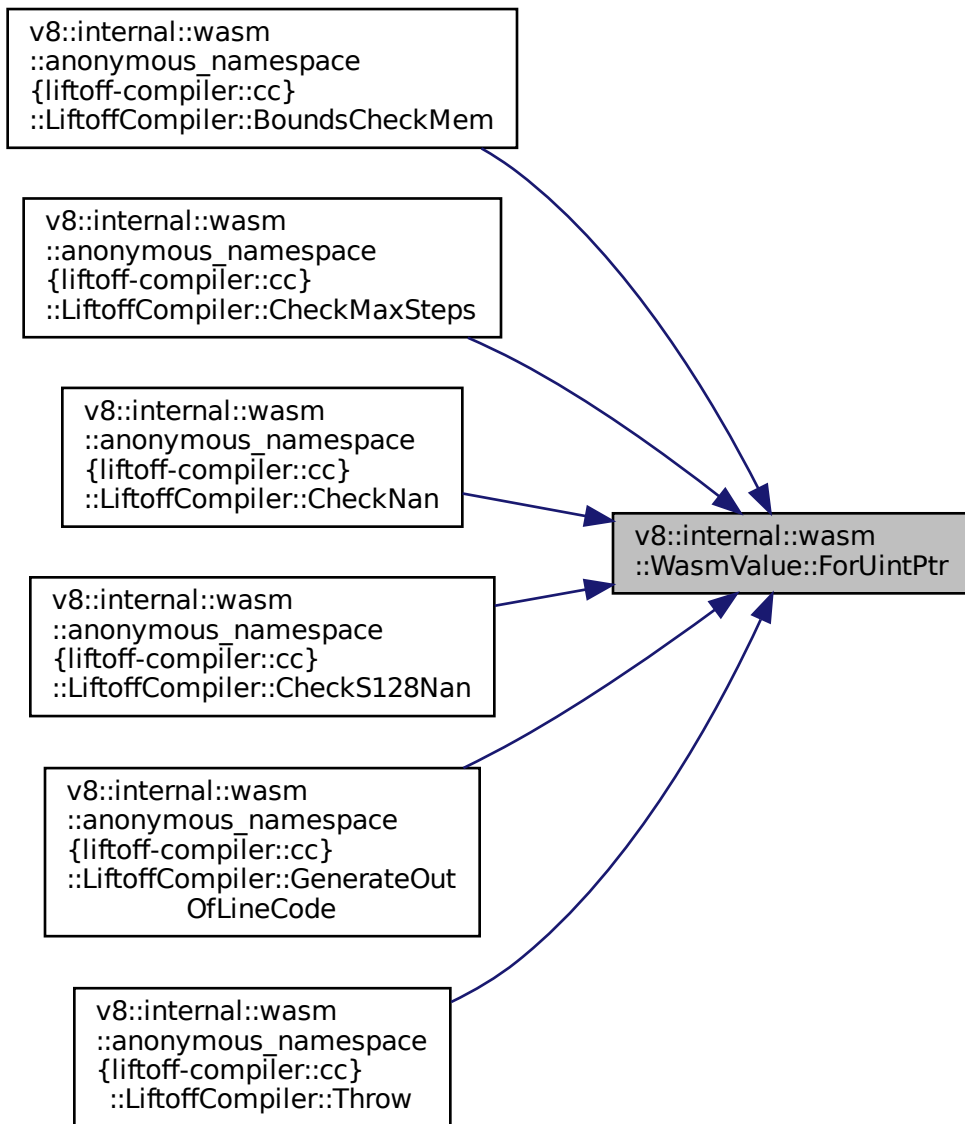 v8::internal::wasm
::anonymous_namespace
{liftoff-compiler::cc}
::LiftoffCompiler::BoundsCheckMem
v8::internal::wasm
::anonymous_namespace
{liftoff-compiler::cc}
::LiftoffCompiler::CheckMaxSteps
v8::internal::wasm
::anonymous_namespace
{liftoff-compiler::cc}
::LiftoffCompiler::CheckNan
v8::internal::wasm
::WasmValue::ForUintPtr
v8::internal::wasm
::anonymous_namespace
{liftoff-compiler::cc}
::LiftoffCompiler::CheckS128Nan
v8::internal::wasm
::anonymous_namespace
{liftoff-compiler::cc}
::LiftoffCompiler::GenerateOut
OfLineCode
v8::internal::wasm
::anonymous_namespace
{liftoff-compiler::cc}
::LiftoffCompiler::Throw